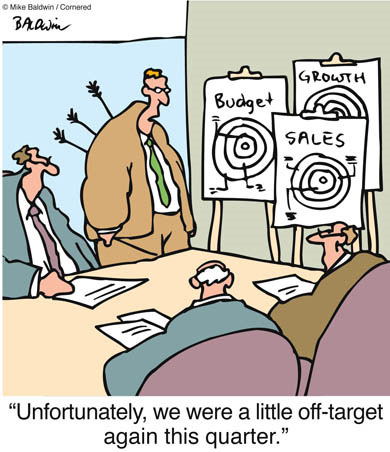 © Mike Baldwin / Cornered
BALDWIN
GROWTH
Budget
SALES
“Unfortunately, we were a little off-target
again this quarter.”